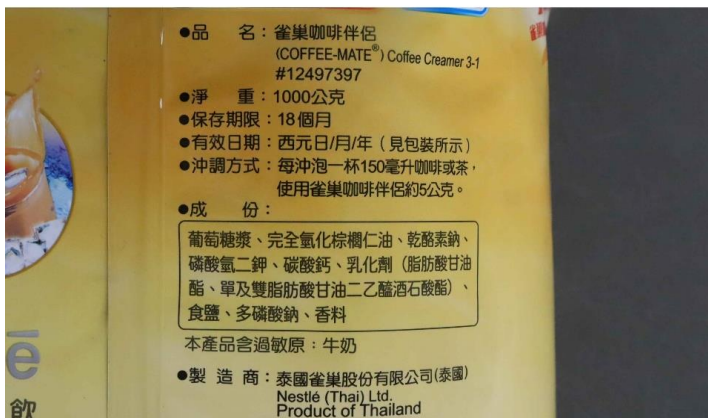 ●品　　名：雀巢咖啡伴侶
(COFFEE-MATE®) Coffee Creamer 3-1
#12497397
●淨　　重：1000公克
●保存期限：18個月
●有效日期：西元日/月/年（見包裝所示）
●沖調方式：每沖泡一杯150毫升咖啡或茶，
使用雀巢咖啡伴侶約5公克。
●成　　份：
葡萄糖漿、完全氫化棕櫚仁油、乾酪素鈉、
磷酸氫二鉀、碳酸鈣、乳化劑（脂肪酸甘油
酯、單及雙脂肪酸甘油二乙醯酒石酸酯）、
食鹽、多磷酸鈉、香料
本產品含過敏原：牛奶
●製 造 商：泰國雀巢股份有限公司(泰國)
Nestlé (Thai) Ltd.
Product of Thailand
ē
飲